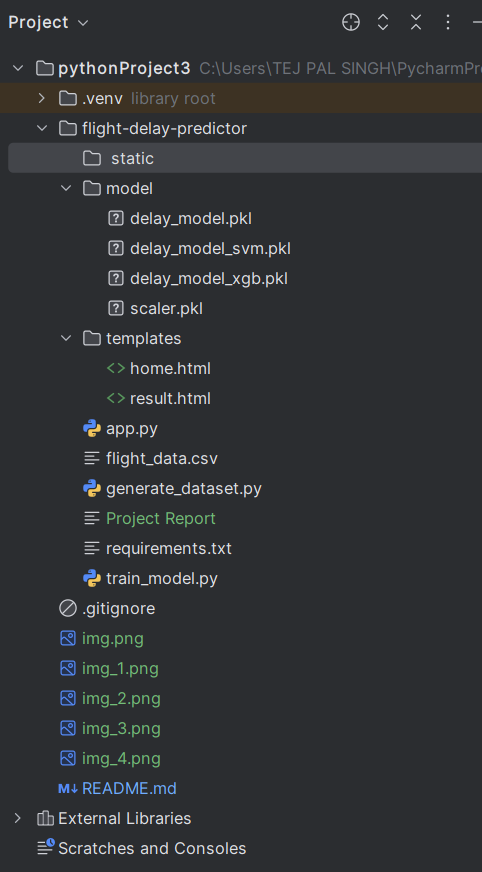 Project
pythonProject3 C:\Users\TEJ PAL SINGH\PycharmPr
.venv library root
flight-delay-predictor
static
model
delay_model.pkl
delay_model_svm.pkl
delay_model_xgb.pkl
scaler.pkl
templates
home.html
result.html
app.py
flight_data.csv
generate_dataset.py
Project Report
requirements.txt
train_model.py
.gitignore
img.png
img_1.png
img_2.png
img_3.png
img_4.png
M↓ README.md
External Libraries
Scratches and Consoles